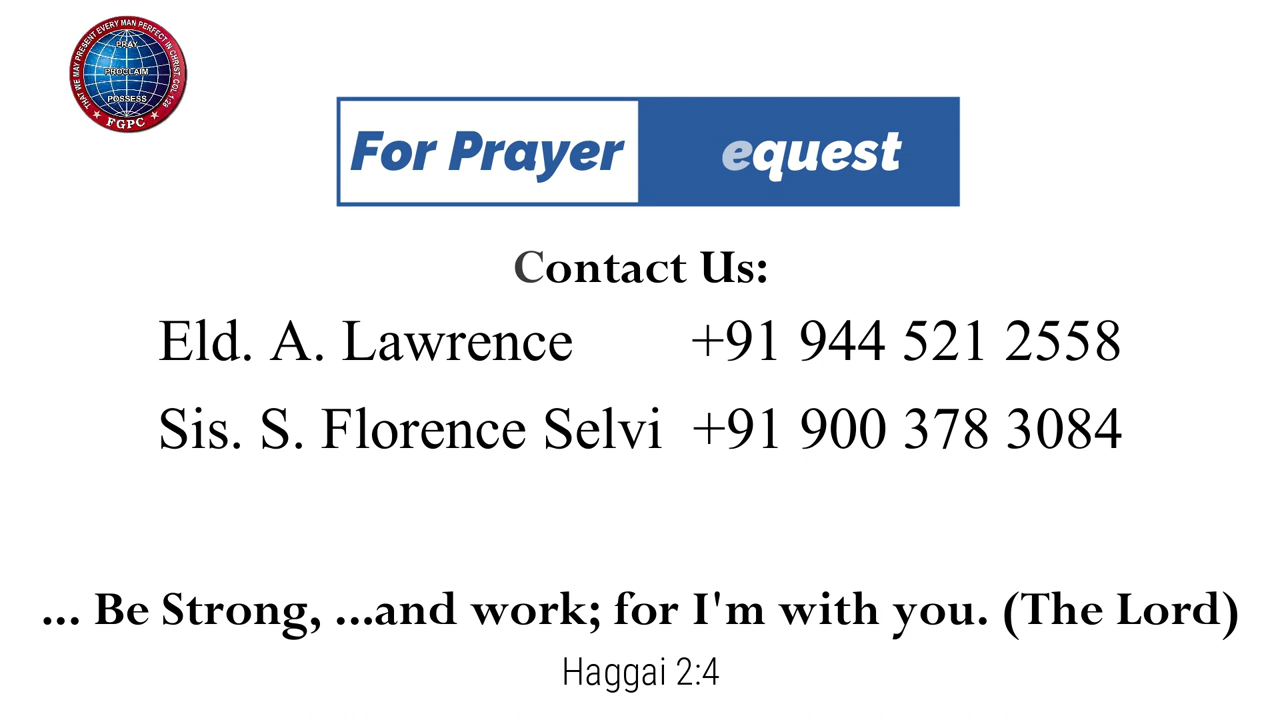 THAT WE MAY PRESENT EVERY MAN PERFECT IN CHRIST. COL 1:28
PRAY
PROCLAIM
POSSESS
FGPC
For Prayer equest
Contact Us:
Eld. A. Lawrence +91 944 521 2558
Sis. S. Florence Selvi +91 900 378 3084
... Be Strong, ...and work; for I'm with you. (The Lord)
Haggai 2:4